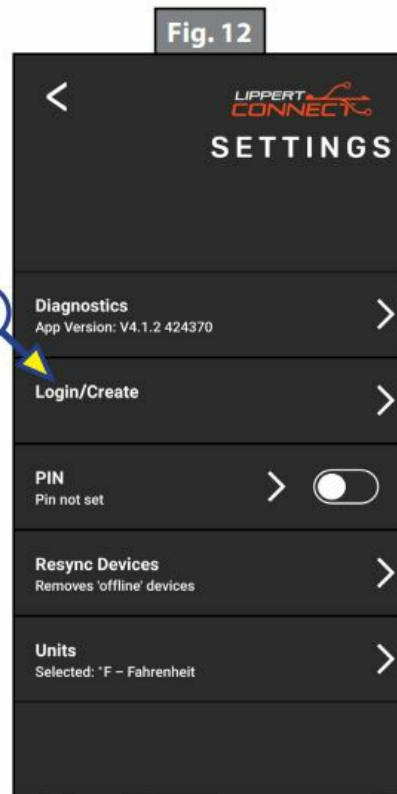 Fig. 12
LIPPERT
CONNECT
SETTINGS
Diagnostics
App Version: V4.1.2 424370
Login/Create
PIN
Pin not set
Resync Devices
Removes 'offline' devices
Units
Selected: °F – Fahrenheit